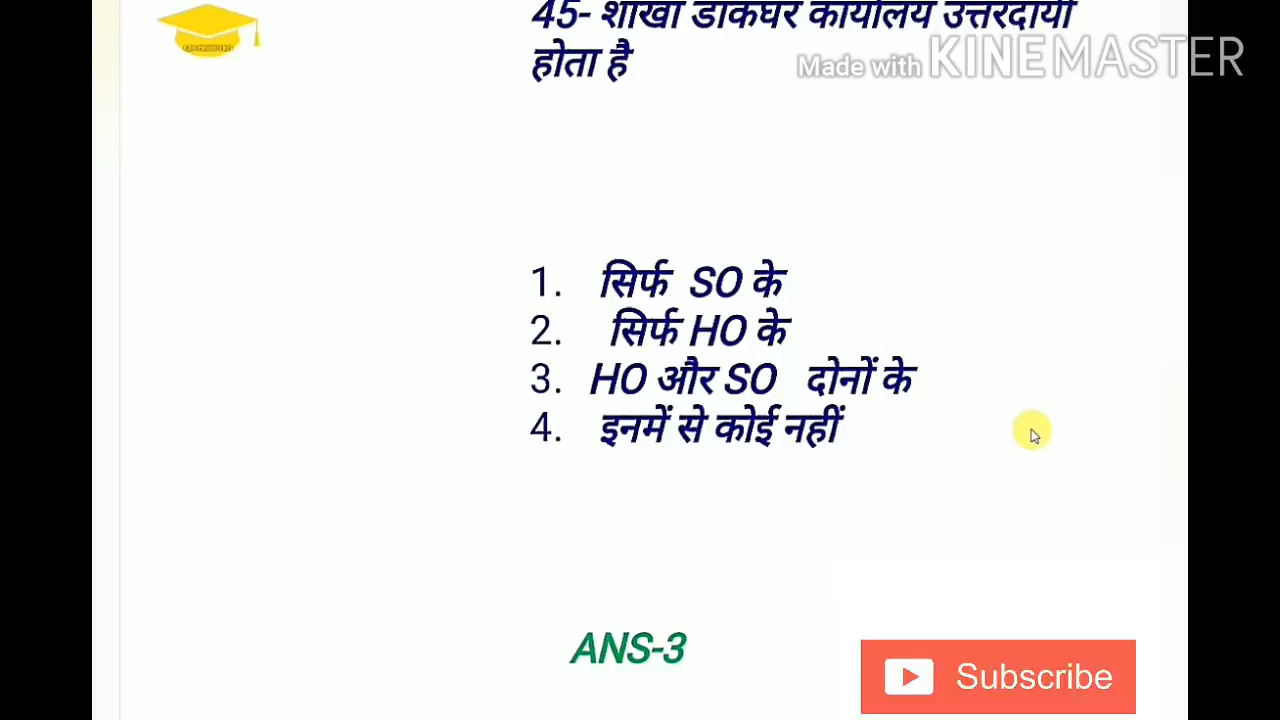 45- शाखा डाकघर कार्यालय उत्तरदायी
होता है
Made with KINEMASTER
1. सिर्फ SO के
2. सिर्फ HO के
3. HO और SO दोनों के
4. इनमें से कोई नहीं
ANS-3
Subscribe